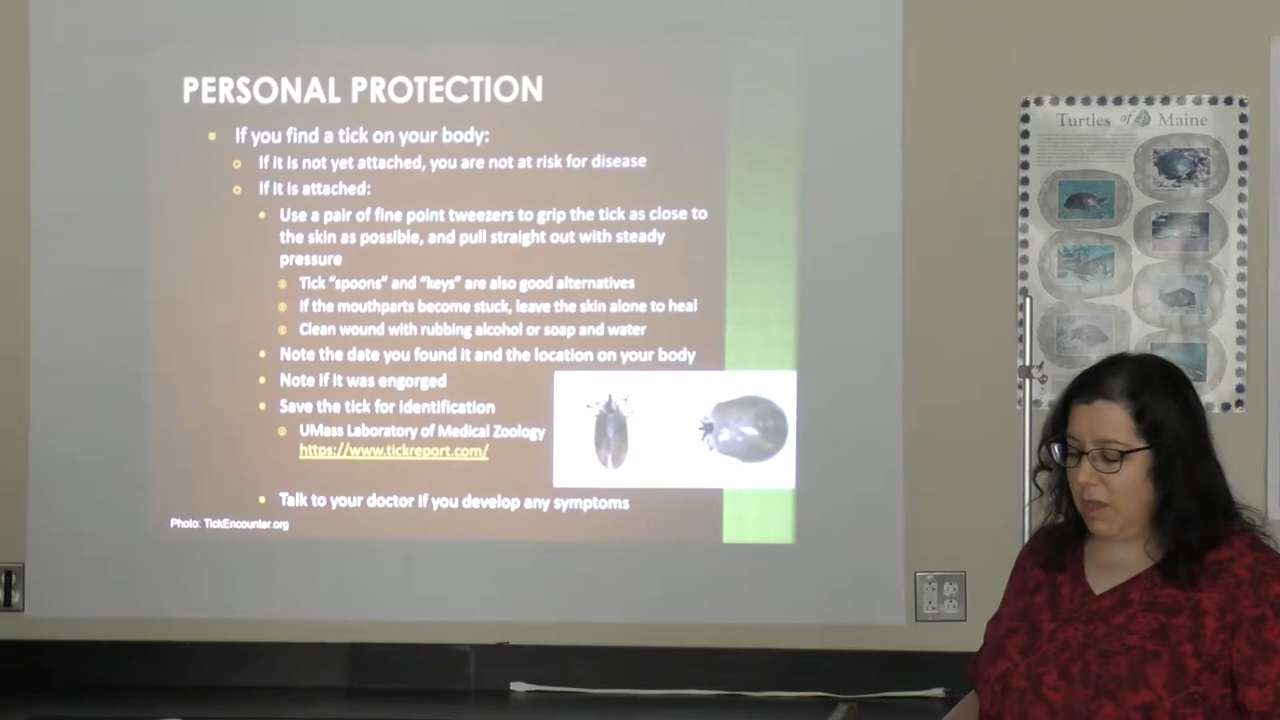 PERSONAL PROTECTION
If you find a tick on your body:
If it is not yet attached, you are not at risk for disease
If it is attached:
Use a pair of fine point tweezers to grip the tick as close to
the skin as possible, and pull straight out with steady
pressure
Tick “spoons” and “keys” are also good alternatives
If the mouthparts become stuck, leave the skin alone to heal
Clean wound with rubbing alcohol or soap and water
Note the date you found it and the location on your body
Note if it was engorged
Save the tick for identification
UMass Laboratory of Medical Zoology
https://www.tickreport.com/
Talk to your doctor if you develop any symptoms
Photo: TickEncounter.org
Turtles of Maine